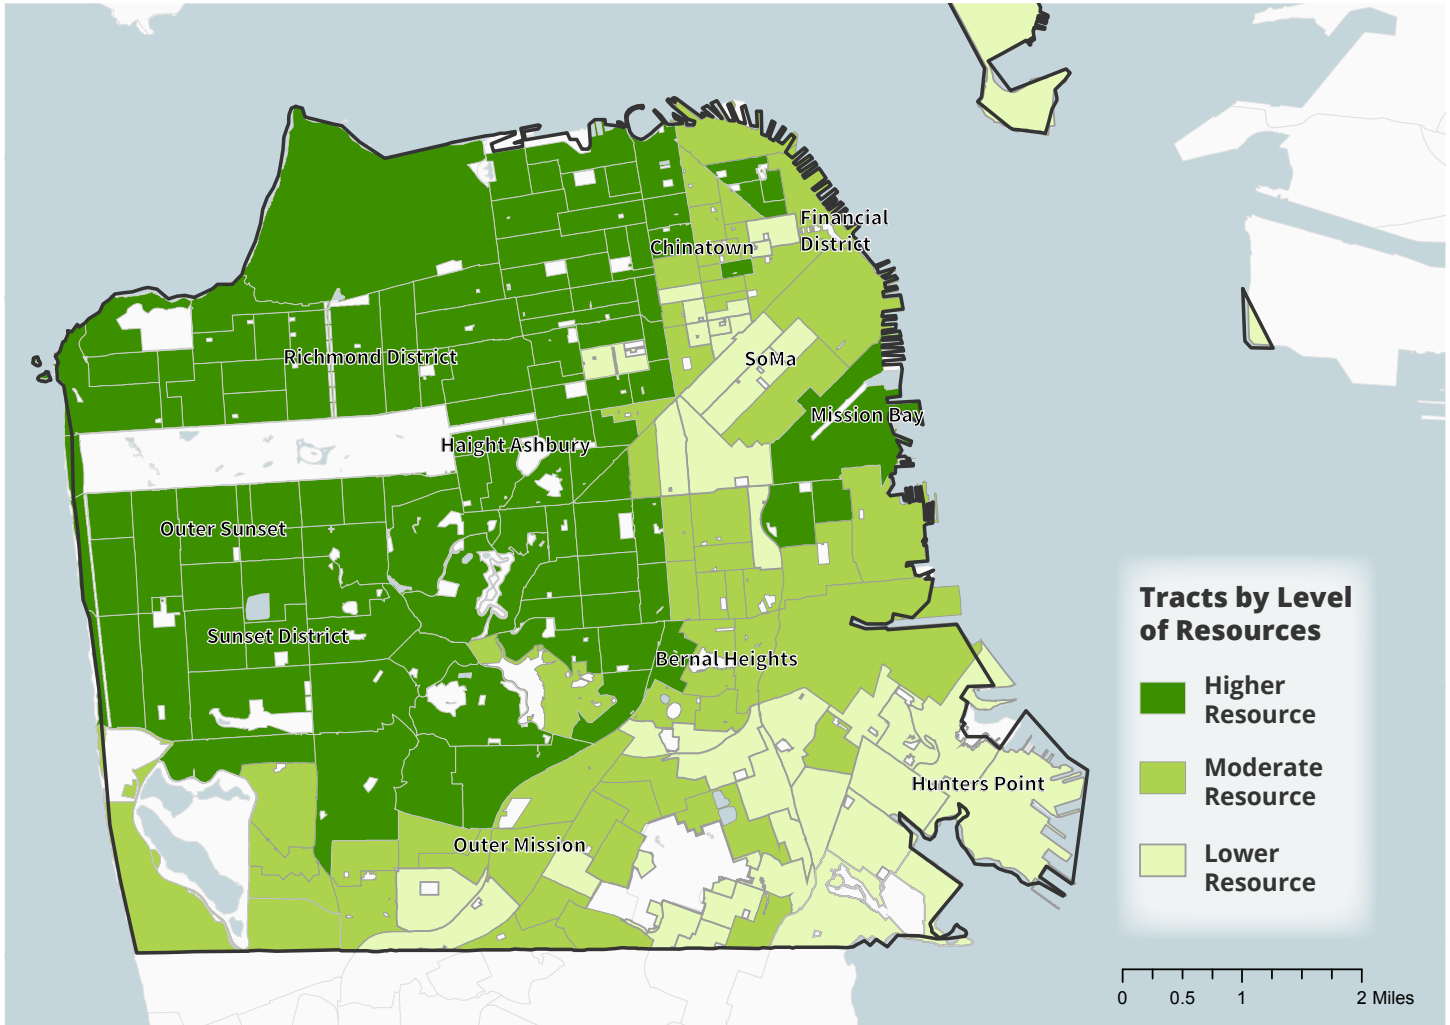 Financial
District
Chinatown
Richmond District
SoMa
Mission Bay
Haight Ashbury
Outer Sunset
Sunset District
Bernal Heights
Hunters Point
Outer Mission
Tracts by Level
of Resources
Higher
Resource
Moderate
Resource
Lower
Resource
0 0.5 1 2 Miles